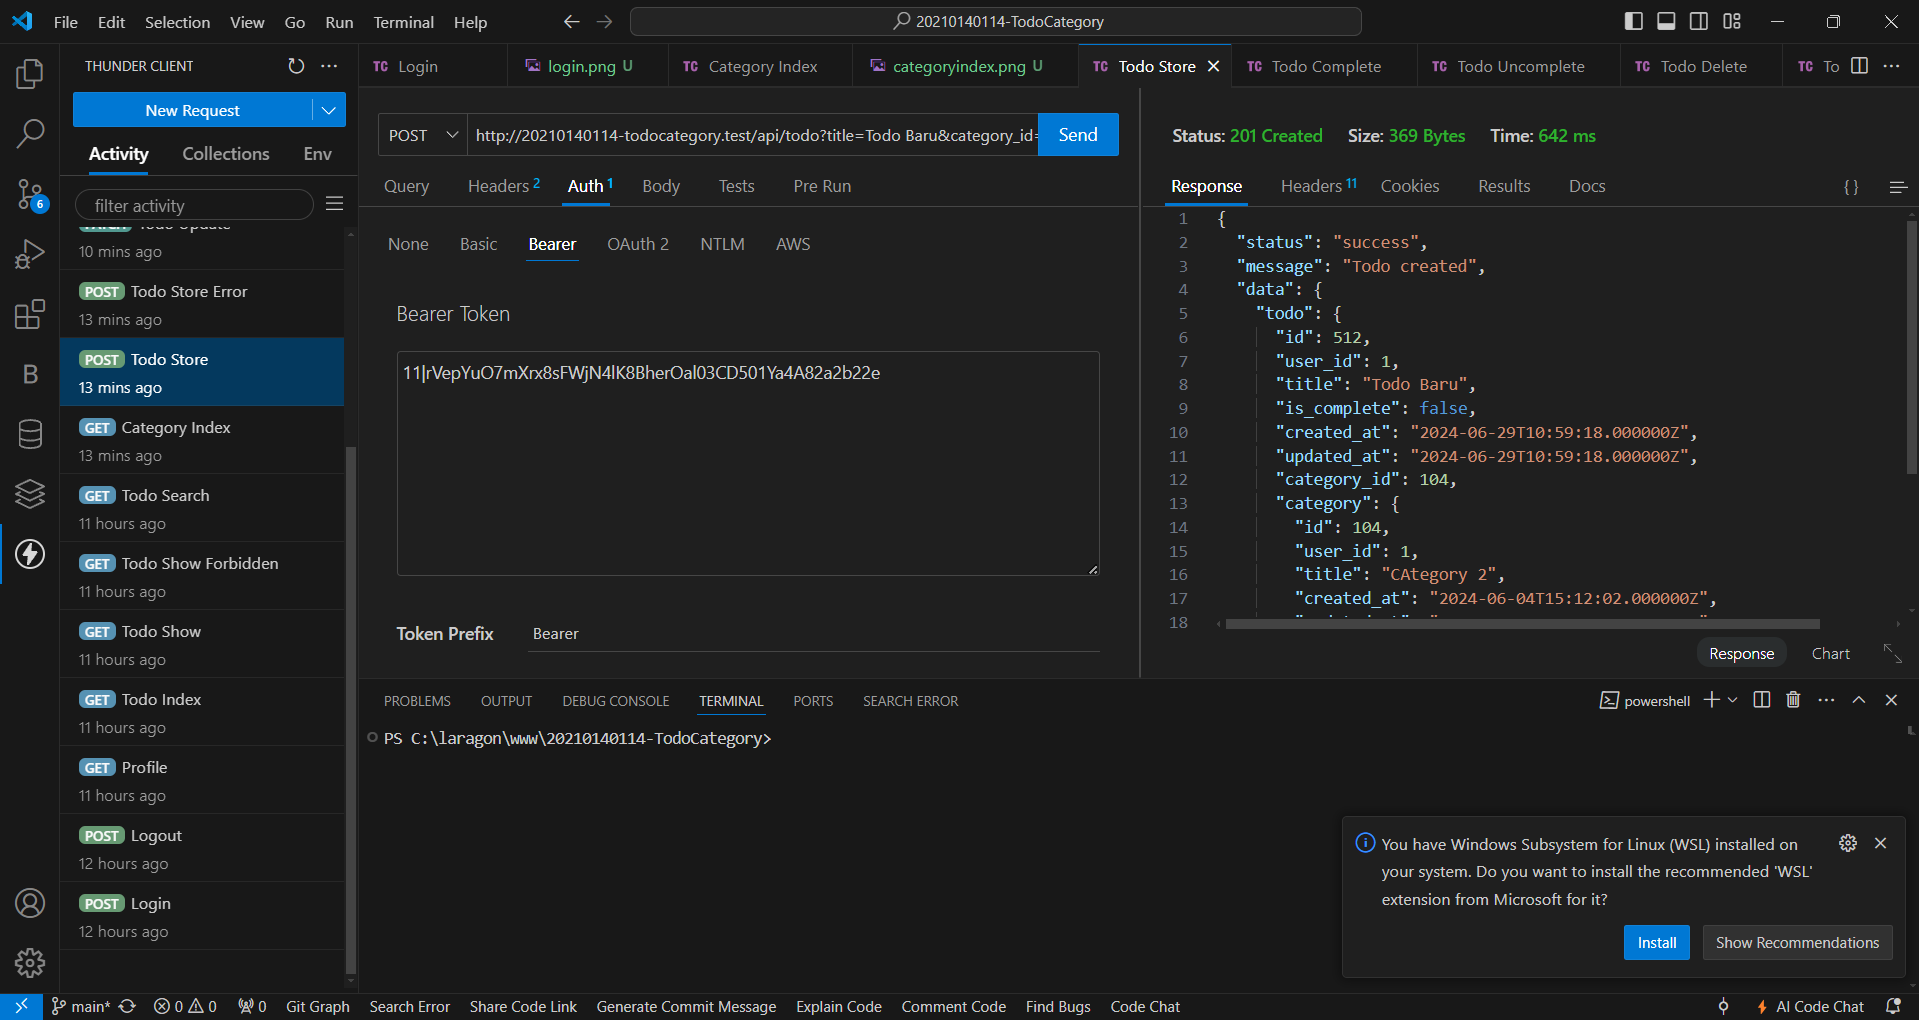 File Edit Selection View Go Run Terminal Help
20210140114-TodoCategory
THUNDER CLIENT
New Request
Activity Collections Env
filter activity
10 mins ago
POST Todo Store Error
13 mins ago
POST Todo Store
13 mins ago
GET Category Index
13 mins ago
GET Todo Search
11 hours ago
GET Todo Show Forbidden
11 hours ago
GET Todo Show
11 hours ago
GET Todo Index
11 hours ago
GET Profile
11 hours ago
POST Logout
12 hours ago
POST Login
12 hours ago
6
B
TC Login
login.png U
TC Category Index
categoryindex.png U
TC Todo Store
TC Todo Complete
TC Todo Uncomplete
TC Todo Delete
TC To
POST http://20210140114-todocategory.test/api/todo?title=Todo Baru&category_id= Send
Query Headers 2 Auth 1 Body Tests Pre Run
None Basic Bearer OAuth 2 NTLM AWS
Bearer Token
11|rVepYuO7mXrx8sFWjN4lK8BherOal03CD501Ya4A82a2b22e
Token Prefix Bearer
Status: 201 Created Size: 369 Bytes Time: 642 ms
Response Headers 11 Cookies Results Docs {}
1 {
2 "status": "success",
3 "message": "Todo created",
4 "data": {
5 "todo": {
6 "id": 512,
7 "user_id": 1,
8 "title": "Todo Baru",
9 "is_complete": false,
10 "created_at": "2024-06-29T10:59:18.000000Z",
11 "updated_at": "2024-06-29T10:59:18.000000Z",
12 "category_id": 104,
13 "category": {
14 "id": 104,
15 "user_id": 1,
16 "title": "CAtegory 2",
17 "created_at": "2024-06-04T15:12:02.000000Z",
18
Response Chart
PROBLEMS OUTPUT DEBUG CONSOLE TERMINAL PORTS SEARCH ERROR
powershell
PS C:\laragon\www\20210140114-TodoCategory>
You have Windows Subsystem for Linux (WSL) installed on
your system. Do you want to install the recommended 'WSL'
extension from Microsoft for it?
Install Show Recommendations
main* 0 0 0 Git Graph Search Error Share Code Link Generate Commit Message Explain Code Comment Code Find Bugs Code Chat AI Code Chat